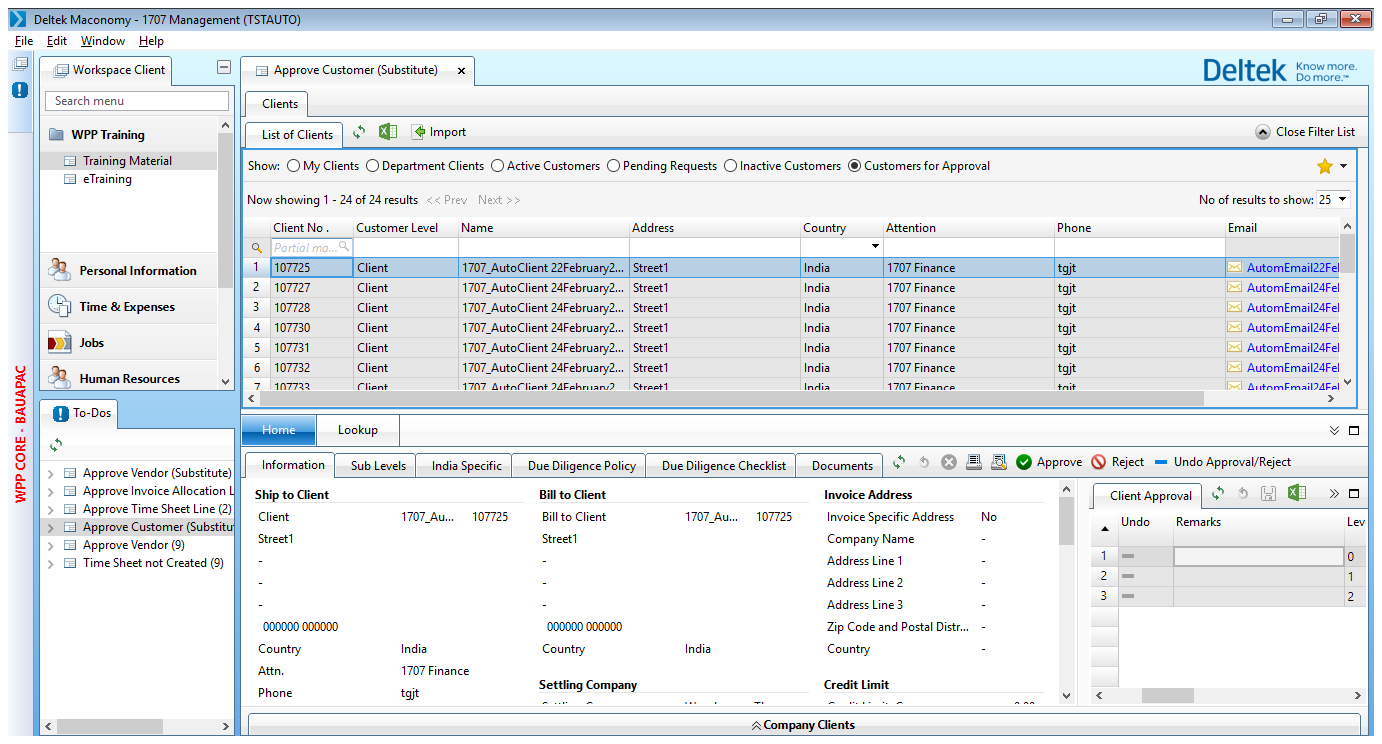 Deltek Maconomy - 1707 Management (TSTAUTO)
File Edit Window Help
Workspace Client
Search menu
WPP Training
Training Material
eTraining
Personal Information
Time & Expenses
Jobs
Human Resources
WPP CORE - BAUAPAC
To-Dos
Approve Vendor (Substitute)
Approve Invoice Allocation L
Approve Time Sheet Line (2)
Approve Customer (Substitu
Approve Vendor (9)
Time Sheet not Created (9)
Approve Customer (Substitute) x
Deltek Know more. Do more.™
Clients
List of Clients Import Close Filter List
Show: My Clients Department Clients Active Customers Pending Requests Inactive Customers Customers for Approval
Now showing 1 - 24 of 24 results << Prev Next >> No of results to show: 25
Client No . Customer Level Name Address Country Attention Phone Email
Partial ma...
1 107725 Client 1707_AutoClient 22February2... Street1 India 1707 Finance tgjt AutomEmail22Fel
2 107727 Client 1707_AutoClient 24February2... Street1 India 1707 Finance tgjt AutomEmail24Fel
3 107728 Client 1707_AutoClient 24February2... Street1 India 1707 Finance tgjt AutomEmail24Fel
4 107730 Client 1707_AutoClient 24February2... Street1 India 1707 Finance tgjt AutomEmail24Fel
5 107731 Client 1707_AutoClient 24February2... Street1 India 1707 Finance tgjt AutomEmail24Fel
6 107732 Client 1707_AutoClient 24February2... Street1 India 1707 Finance tgjt AutomEmail24Fel
7 107733 Client 1707_AutoClient 24February2... Street1 India 1707 Finance tgjt AutomEmail24Fel
Home Lookup
Information Sub Levels India Specific Due Diligence Policy Due Diligence Checklist Documents Approve Reject Undo Approval/Reject
Ship to Client Bill to Client Invoice Address
Client 1707_Au... 107725 Bill to Client 1707_Au... 107725 Invoice Specific Address No
Street1 Street1 Company Name -
- - Address Line 1 -
- - Address Line 2 -
- - Address Line 3 -
000000 000000 000000 000000 Zip Code and Postal Distr... -
Country India Country India Country -
Attn. 1707 Finance
Phone tgjt Settling Company Credit Limit
Client Approval
Undo Remarks Lev
1 0
2 1
3 2
Company Clients